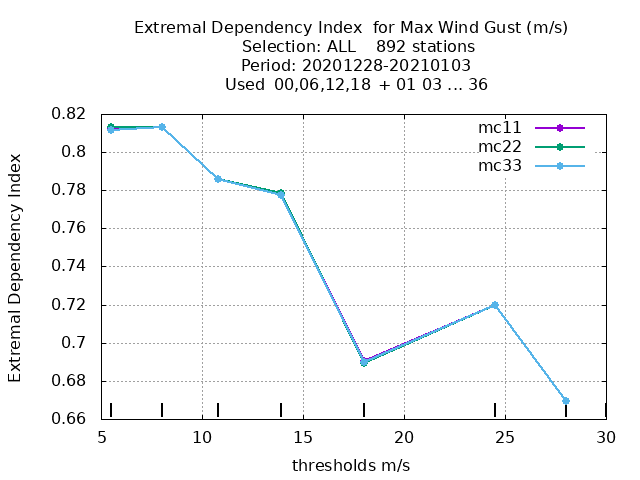 Extremal Dependency Index  for Max Wind Gust (m/s)
Selection: ALL    892 stations
Period: 20201228-20210103
Used  00,06,12,18  + 01 03 ... 36
mc11
mc22
mc33
0.82
0.8
0.78
0.76
0.74
0.72
0.7
0.68
0.66
Extremal Dependency Index
5 10 15 20 25 30
thresholds m/s